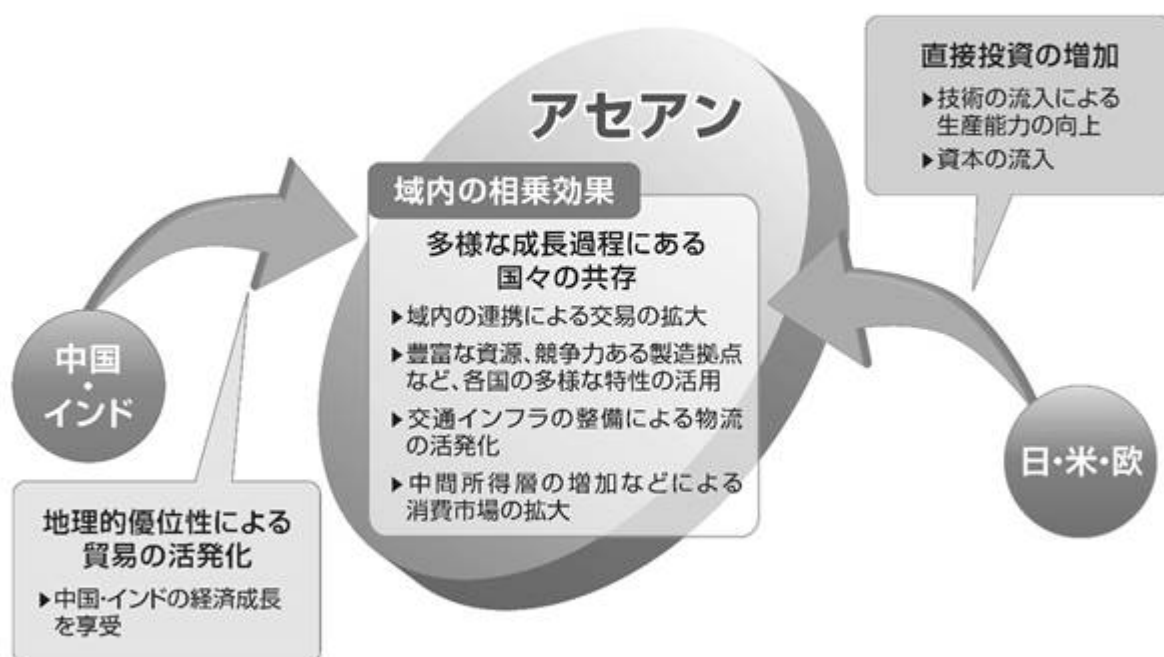 アセアン
域内の相乗効果
多様な成長過程にある
国々の共存
▶域内の連携による交易の拡大
▶豊富な資源、競争力ある製造拠点
など、各国の多様な特性の活用
▶交通インフラの整備による物流
の活発化
▶中間所得層の増加などによる
消費市場の拡大
直接投資の増加
▶技術の流入による
生産能力の向上
▶資本の流入
中国
・
インド
地理的優位性による
貿易の活発化
▶中国・インドの経済成長
を享受
日・米・欧